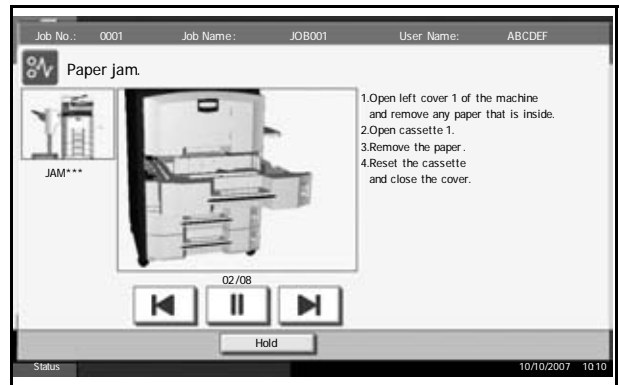 Job No.: 0001 Job Name: JOB001 User Name: ABCDEF
Paper jam.
JAM***
1.Open left cover 1 of the machine
and remove any paper that is inside.
2.Open cassette 1.
3.Remove the paper.
4.Reset the cassette
and close the cover.
02/08
Hold
Status 10/10/2007 10:10